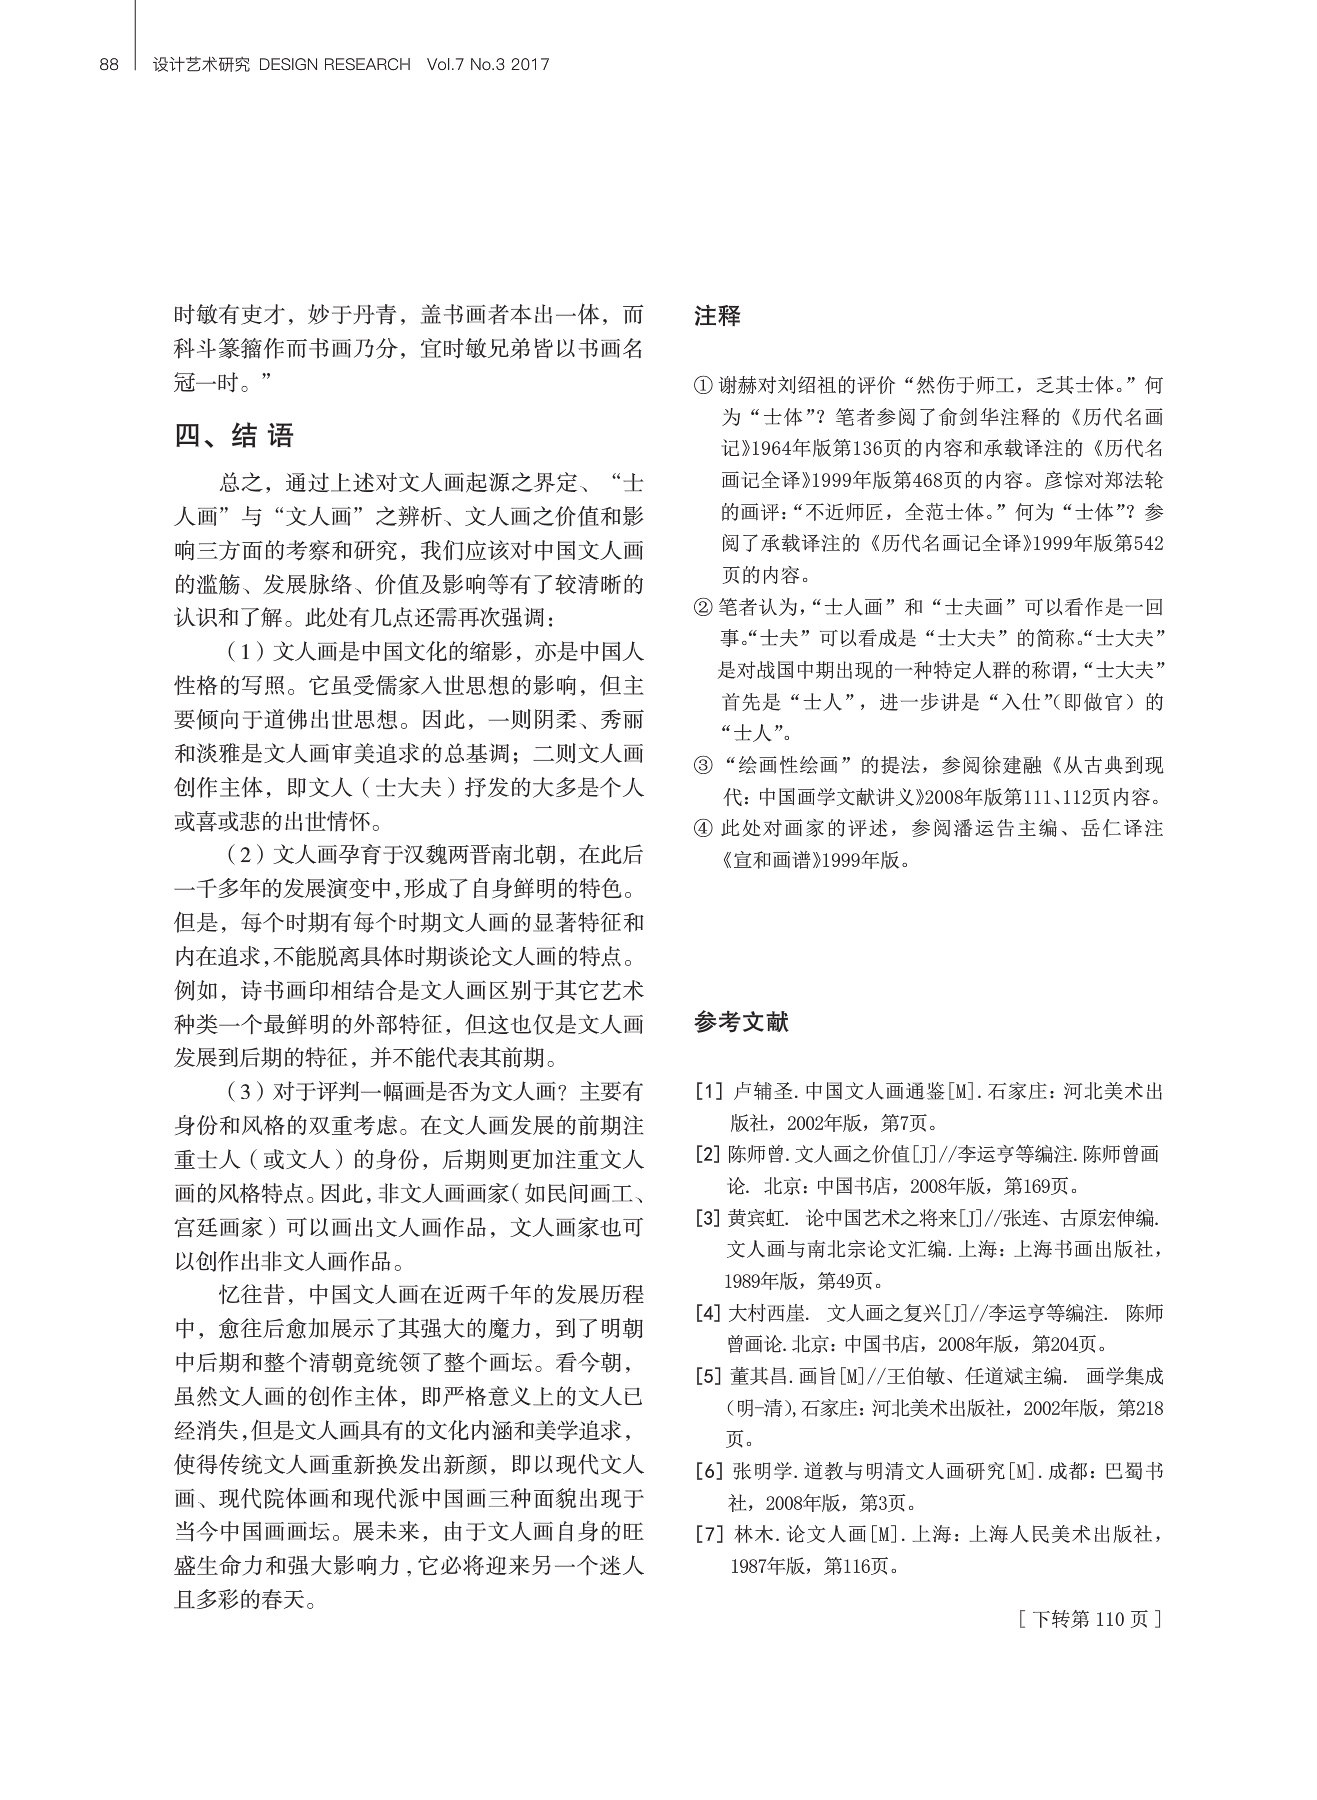 88 设计艺术研究 DESIGN RESEARCH Vol.7 No.3 2017
时敏有吏才，妙于丹青，盖书画者本出一体，而
科斗篆籀作而书画乃分，宜时敏兄弟皆以书画名
冠一时。”
四、结 语
总之，通过上述对文人画起源之界定、“士
人画”与“文人画”之辨析、文人画之价值和影
响三方面的考察和研究，我们应该对中国文人画
的滥觞、发展脉络、价值及影响等有了较清晰的
认识和了解。此处有几点还需再次强调：
（1）文人画是中国文化的缩影，亦是中国人
性格的写照。它虽受儒家入世思想的影响，但主
要倾向于道佛出世思想。因此，一则阴柔、秀丽
和淡雅是文人画审美追求的总基调；二则文人画
创作主体，即文人（士大夫）抒发的大多是个人
或喜或悲的出世情怀。
（2）文人画孕育于汉魏两晋南北朝，在此后
一千多年的发展演变中，形成了自身鲜明的特色。
但是，每个时期有每个时期文人画的显著特征和
内在追求，不能脱离具体时期谈论文人画的特点。
例如，诗书画印相结合是文人画区别于其它艺术
种类一个最鲜明的外部特征，但这也仅是文人画
发展到后期的特征，并不能代表其前期。
（3）对于评判一幅画是否为文人画？主要有
身份和风格的双重考虑。在文人画发展的前期注
重士人（或文人）的身份，后期则更加注重文人
画的风格特点。因此，非文人画画家（如民间画工、
宫廷画家）可以画出文人画作品，文人画家也可
以创作出非文人画作品。
忆往昔，中国文人画在近两千年的发展历程
中，愈往后愈加展示了其强大的魔力，到了明朝
中后期和整个清朝竟统领了整个画坛。看今朝，
虽然文人画的创作主体，即严格意义上的文人已
经消失，但是文人画具有的文化内涵和美学追求，
使得传统文人画重新换发出新颜，即以现代文人
画、现代院体画和现代派中国画三种面貌出现于
当今中国画画坛。展未来，由于文人画自身的旺
盛生命力和强大影响力，它必将迎来另一个迷人
且多彩的春天。
注释
① 谢赫对刘绍祖的评价“然伤于师工，乏其士体。”何
为“士体”？笔者参阅了俞剑华注释的《历代名画
记》1964年版第136页的内容和承载译注的《历代名
画记全译》1999年版第468页的内容。彦悰对郑法轮
的画评：“不近师匠，全范士体。”何为“士体”？参
阅了承载译注的《历代名画记全译》1999年版第542
页的内容。
② 笔者认为，“士人画”和“士夫画”可以看作是一回
事。“士夫”可以看成是“士大夫”的简称。“士大夫”
是对战国中期出现的一种特定人群的称谓，“士大夫”
首先是“士人”，进一步讲是“入仕”（即做官）的
“士人”。
③ “绘画性绘画”的提法，参阅徐建融《从古典到现
代：中国画学文献讲义》2008年版第111、112页内容。
④ 此处对画家的评述，参阅潘运告主编、岳仁译注
《宣和画谱》1999年版。
参考文献
[1] 卢辅圣.中国文人画通鉴[M].石家庄：河北美术出
版社，2002年版，第7页。
[2] 陈师曾.文人画之价值[J]//李运亨等编注.陈师曾画
论. 北京：中国书店，2008年版，第169页。
[3] 黄宾虹. 论中国艺术之将来[J]//张连、古原宏伸编.
文人画与南北宗论文汇编.上海：上海书画出版社，
1989年版，第49页。
[4] 大村西崖. 文人画之复兴[J]//李运亨等编注. 陈师
曾画论.北京：中国书店，2008年版，第204页。
[5] 董其昌.画旨[M]//王伯敏、任道斌主编. 画学集成
（明-清）,石家庄：河北美术出版社，2002年版，第218
页。
[6] 张明学.道教与明清文人画研究[M].成都：巴蜀书
社，2008年版，第3页。
[7] 林木.论文人画[M].上海：上海人民美术出版社，
1987年版，第116页。
[ 下转第 110 页 ]